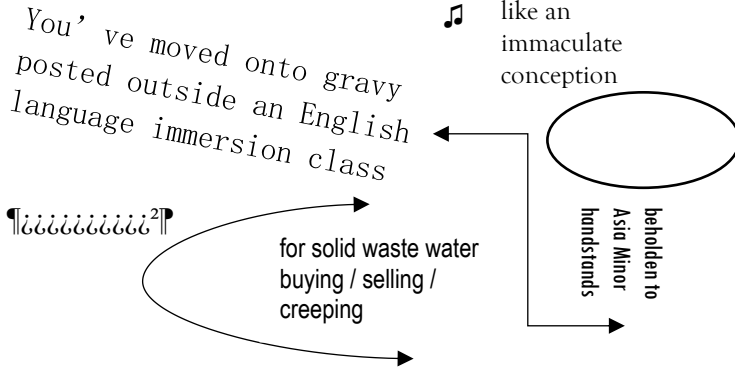 You've moved onto gravy
posted outside an English
language immersion class
♫ like an
immaculate
conception
¶¿¿¿¿¿¿¿¿¿¿²¶
for solid waste water
buying / selling /
creeping
beholden to
Asia Minor
handstands